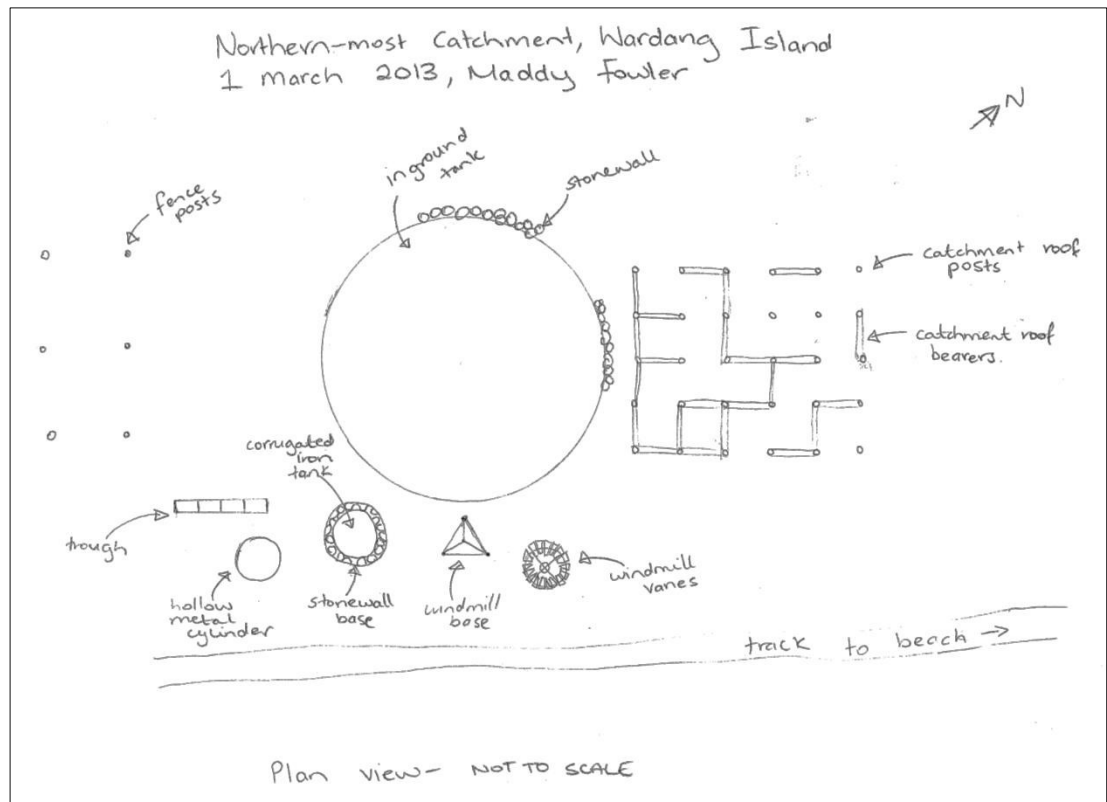 Northern-most Catchment, Wardang Island
1 march 2013, Maddy Fowler
N
inground
tank
stonewall
fence
posts
catchment roof
posts
catchment roof
bearers.
corrugated
iron
tank
trough
hollow
metal
cylinder
stonewall
base
windmill
base
windmill
vanes
track to beach →
Plan view- NOT TO SCALE